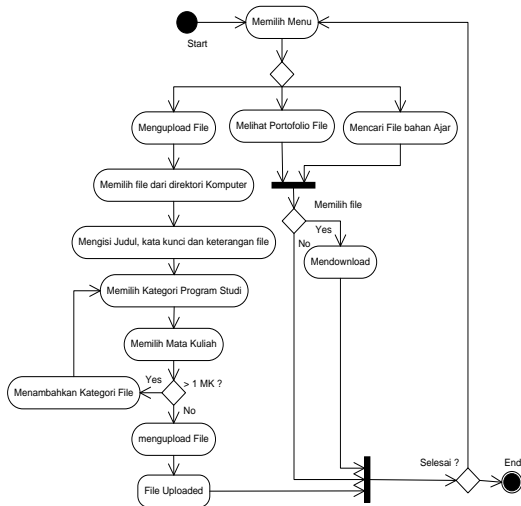 Memilih Menu
Start
Mengupload File
Melihat Portofolio File
Mencari File bahan Ajar
Memilih file dari direktori Komputer
Memilih file
Yes
No
Mengisi Judul, kata kunci dan keterangan file
Mendownload
Memilih Kategori Program Studi
Memilih Mata Kuliah
Yes
> 1 MK ?
Menambahkan Kategori File
No
mengupload File
Selesai ?
End
File Uploaded